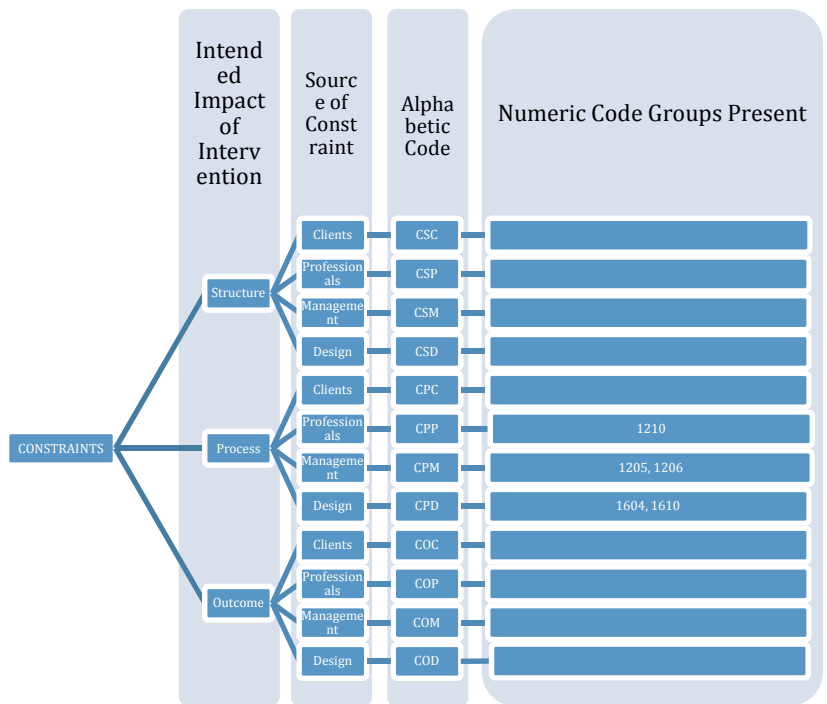 Intend
ed
Impact
of
Interv
ention
Sourc
e of
Const
raint
Alpha
betic
Code
Numeric Code Groups Present
CONSTRAINTS
Structure
Clients
CSC
Profession
als
CSP
Manageme
nt
CSM
Design
CSD
Process
Clients
CPC
Profession
als
CPP
1210
Manageme
nt
CPM
1205, 1206
Design
CPD
1604, 1610
Outcome
Clients
COC
Profession
als
COP
Manageme
nt
COM
Design
COD